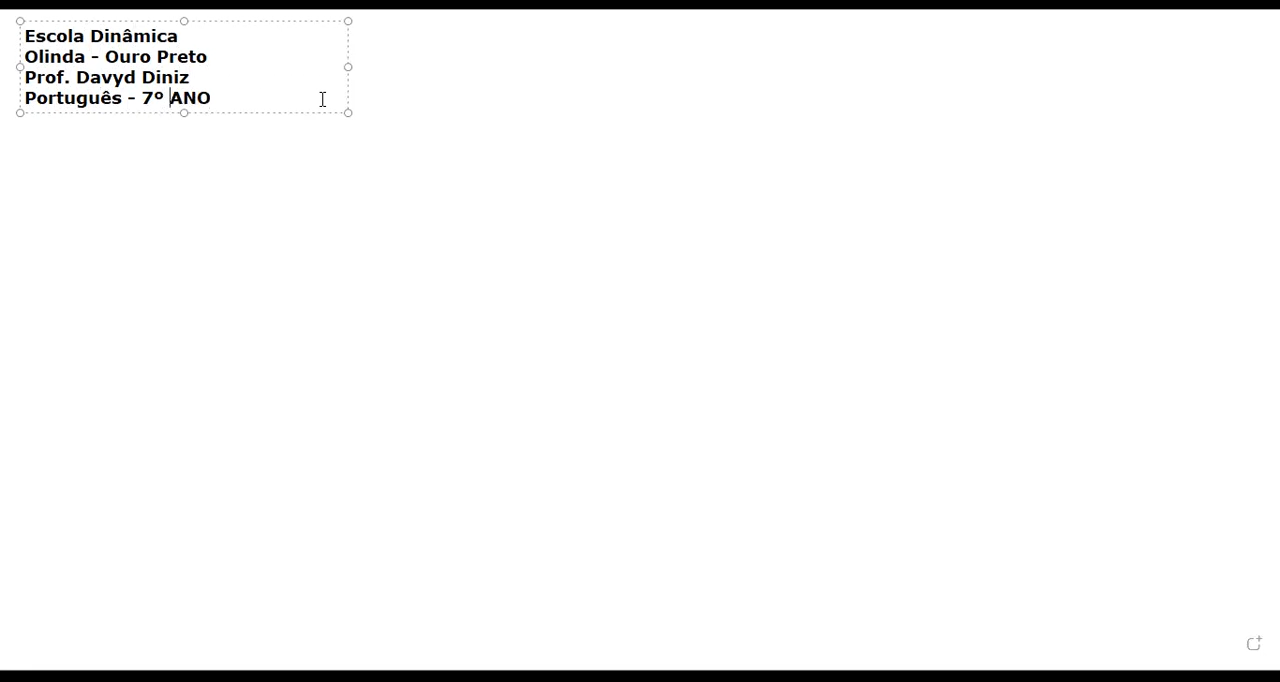 Escola Dinâmica
Olinda - Ouro Preto
Prof. Davyd Diniz
Português - 7º ANO